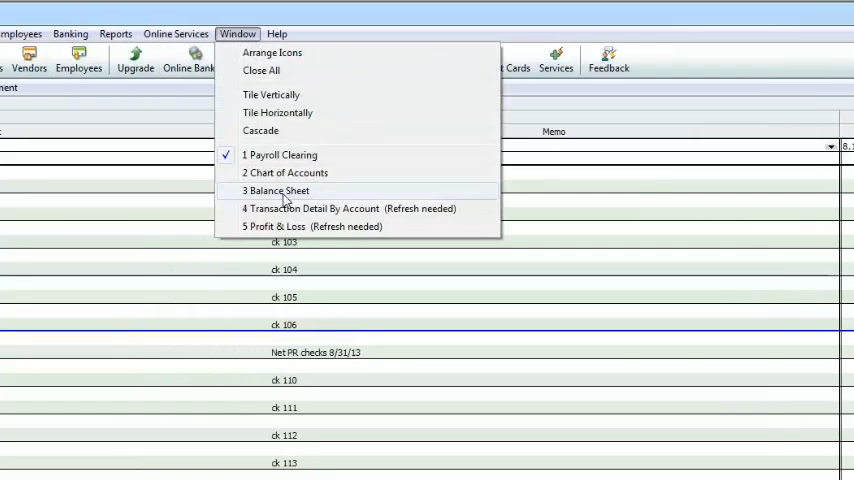 mployees Banking Reports Online Services Window Help
s Vendors Employees Upgrade Online Bank t Cards Services Feedback
ment
Arrange Icons
Close All
Tile Vertically
Tile Horizontally
Cascade
1 Payroll Clearing
2 Chart of Accounts
3 Balance Sheet
4 Transaction Detail By Account (Refresh needed)
5 Profit & Loss (Refresh needed)
t Memo
8.1
ck 103
ck 104
ck 105
ck 106
Net PR checks 8/31/13
ck 110
ck 111
ck 112
ck 113